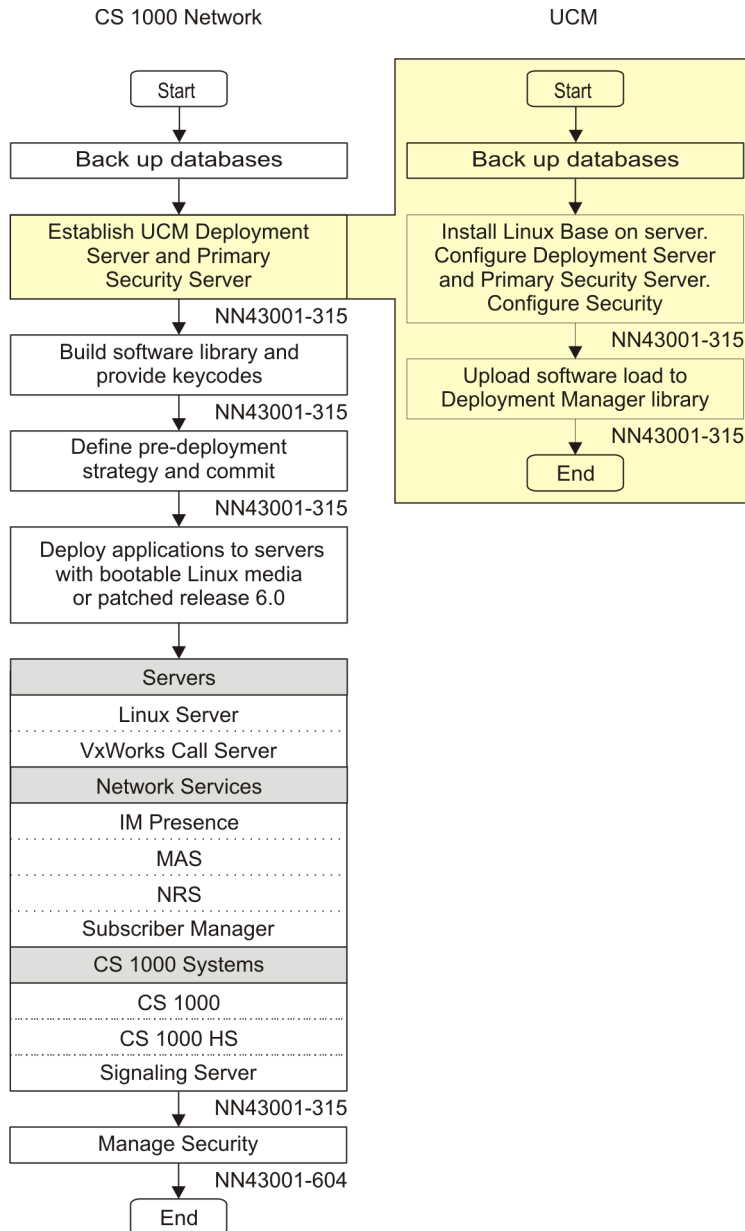 CS 1000 Network
Start
Back up databases
Establish UCM Deployment
Server and Primary
Security Server
NN43001-315
Build software library and
provide keycodes
NN43001-315
Define pre-deployment
strategy and commit
NN43001-315
Deploy applications to servers
with bootable Linux media
or patched release 6.0
Servers
Linux Server
VxWorks Call Server
Network Services
IM Presence
MAS
NRS
Subscriber Manager
CS 1000 Systems
CS 1000
CS 1000 HS
Signaling Server
NN43001-315
Manage Security
NN43001-604
End
UCM
Start
Back up databases
Install Linux Base on server.
Configure Deployment Server
and Primary Security Server.
Configure Security
NN43001-315
Upload software load to
Deployment Manager library
NN43001-315
End